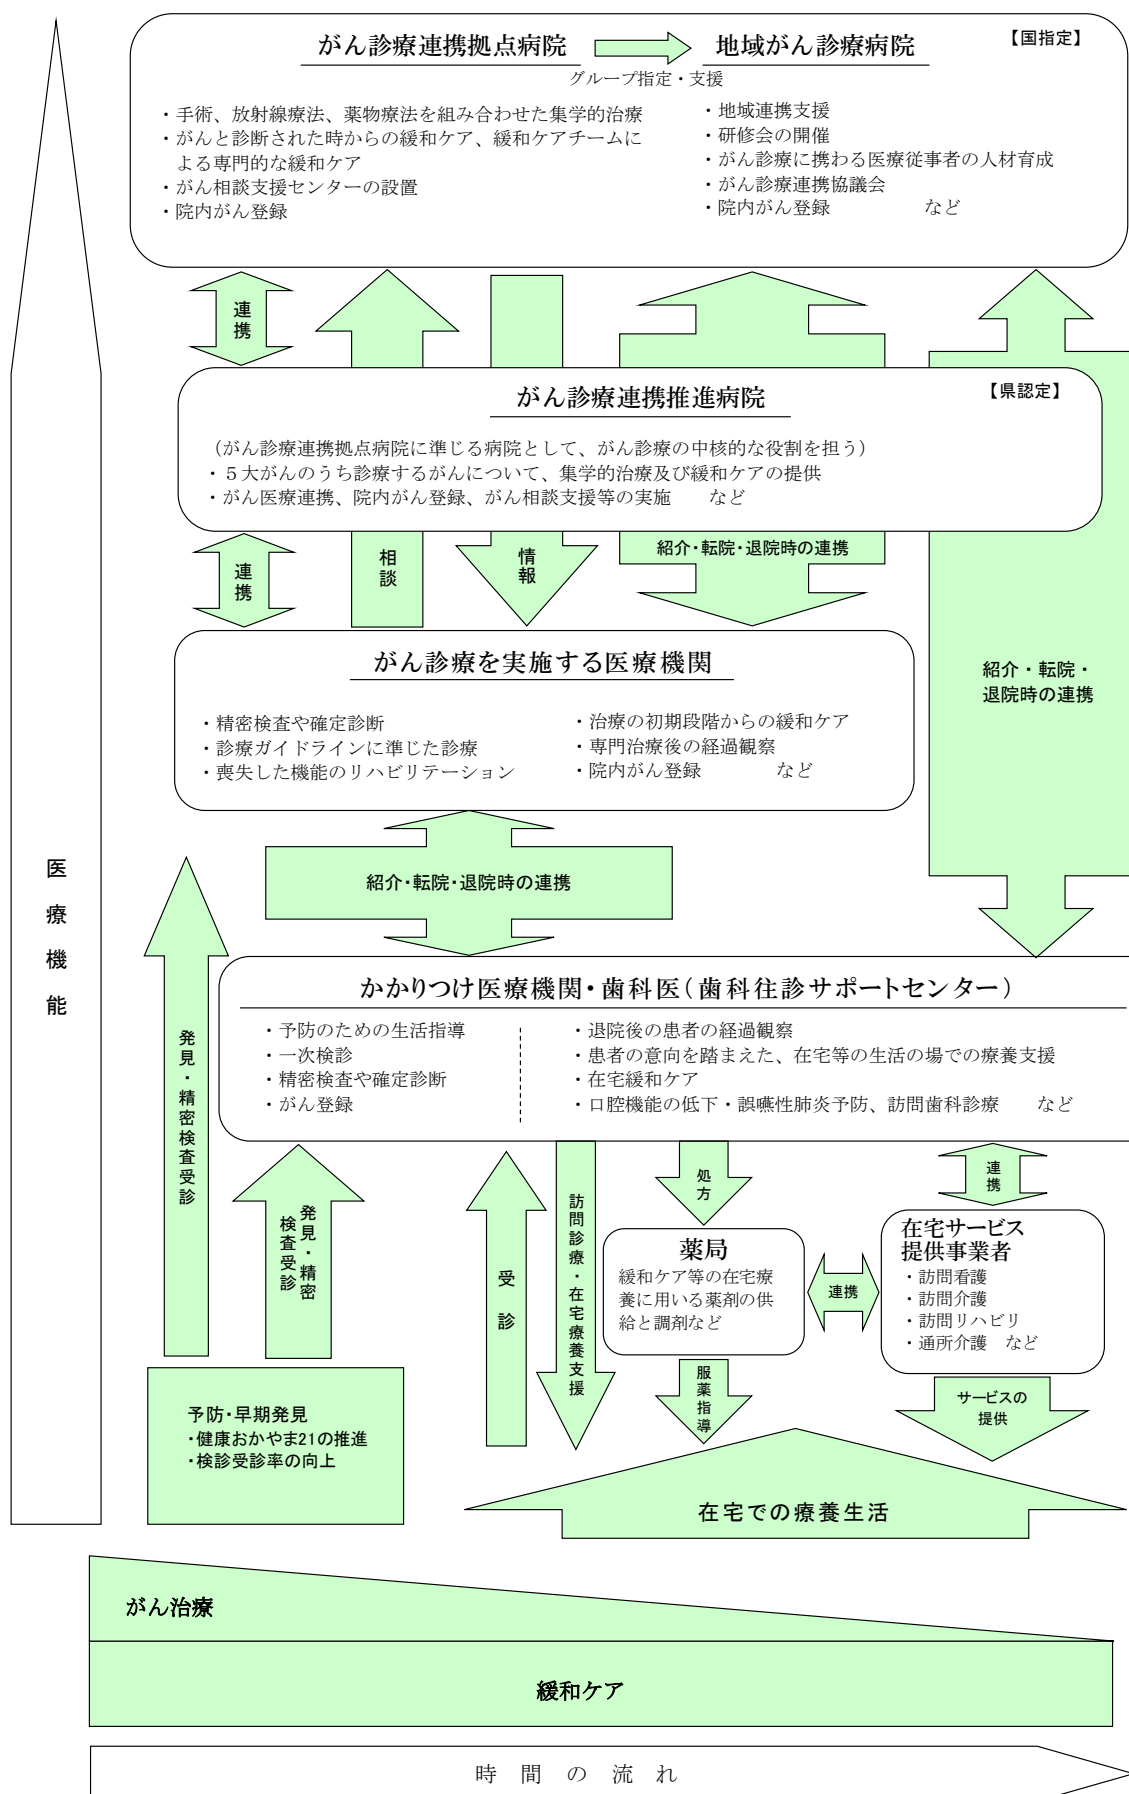 がん診療連携拠点病院
地域がん診療病院
【国指定】
グループ指定・支援
・手術、放射線療法、薬物療法を組み合わせた集学的治療
・がんと診断された時からの緩和ケア、緩和ケアチームに
よる専門的な緩和ケア
・がん相談支援センターの設置
・院内がん登録
・地域連携支援
・研修会の開催
・がん診療に携わる医療従事者の人材育成
・がん診療連携協議会
・院内がん登録　　　　　など
連携
がん診療連携推進病院
【県認定】
（がん診療連携拠点病院に準じる病院として、がん診療の中核的な役割を担う）
・５大がんのうち診療するがんについて、集学的治療及び緩和ケアの提供
・がん医療連携、院内がん登録、がん相談支援等の実施　　など
連携
相談
情報
紹介・転院・退院時の連携
紹介・転院・
退院時の連携
がん診療を実施する医療機関
・精密検査や確定診断
・診療ガイドラインに準じた診療
・喪失した機能のリハビリテーション
・治療の初期段階からの緩和ケア
・専門治療後の経過観察
・院内がん登録　　　　など
紹介・転院・退院時の連携
医療機能
発見・精密検査受診
かかりつけ医療機関・歯科医（歯科往診サポートセンター）
・予防のための生活指導
・一次検診
・精密検査や確定診断
・がん登録
・退院後の患者の経過観察
・患者の意向を踏まえた、在宅等の生活の場での療養支援
・在宅緩和ケア
・口腔機能の低下・誤嚥性肺炎予防、訪問歯科診療　　など
発見・精密
検査受診
受診
訪問診療・在宅療養支援
処方
連携
薬局
緩和ケア等の在宅療
養に用いる薬剤の供
給と調剤など
連携
在宅サービス
提供事業者
・訪問看護
・訪問介護
・訪問リハビリ
・通所介護　など
服薬指導
サービスの
提供
予防・早期発見
・健康おかやま21の推進
・検診受診率の向上
在宅での療養生活
がん治療
緩和ケア
時　間　の　流　れ